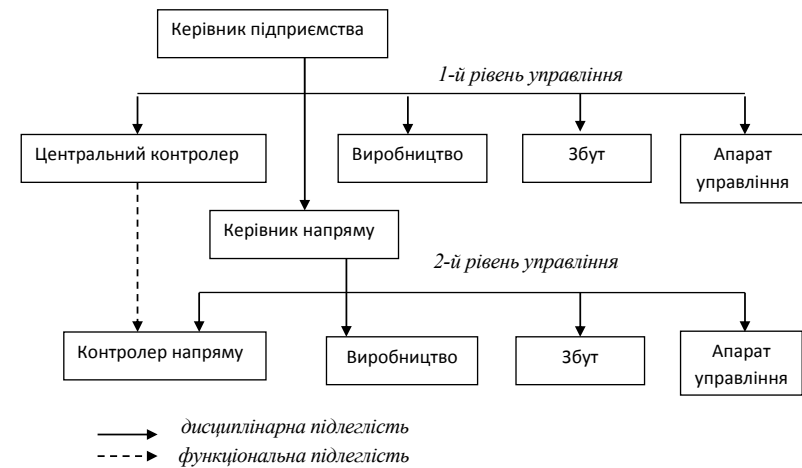 Керівник підприємства
1-й рівень управління
Центральний контролер
Виробництво
Збут
Апарат
управління
Керівник напряму
2-й рівень управління
Контролер напряму
Виробництво
Збут
Апарат
управління
дисциплінарна підлеглість
функціональна підлеглість